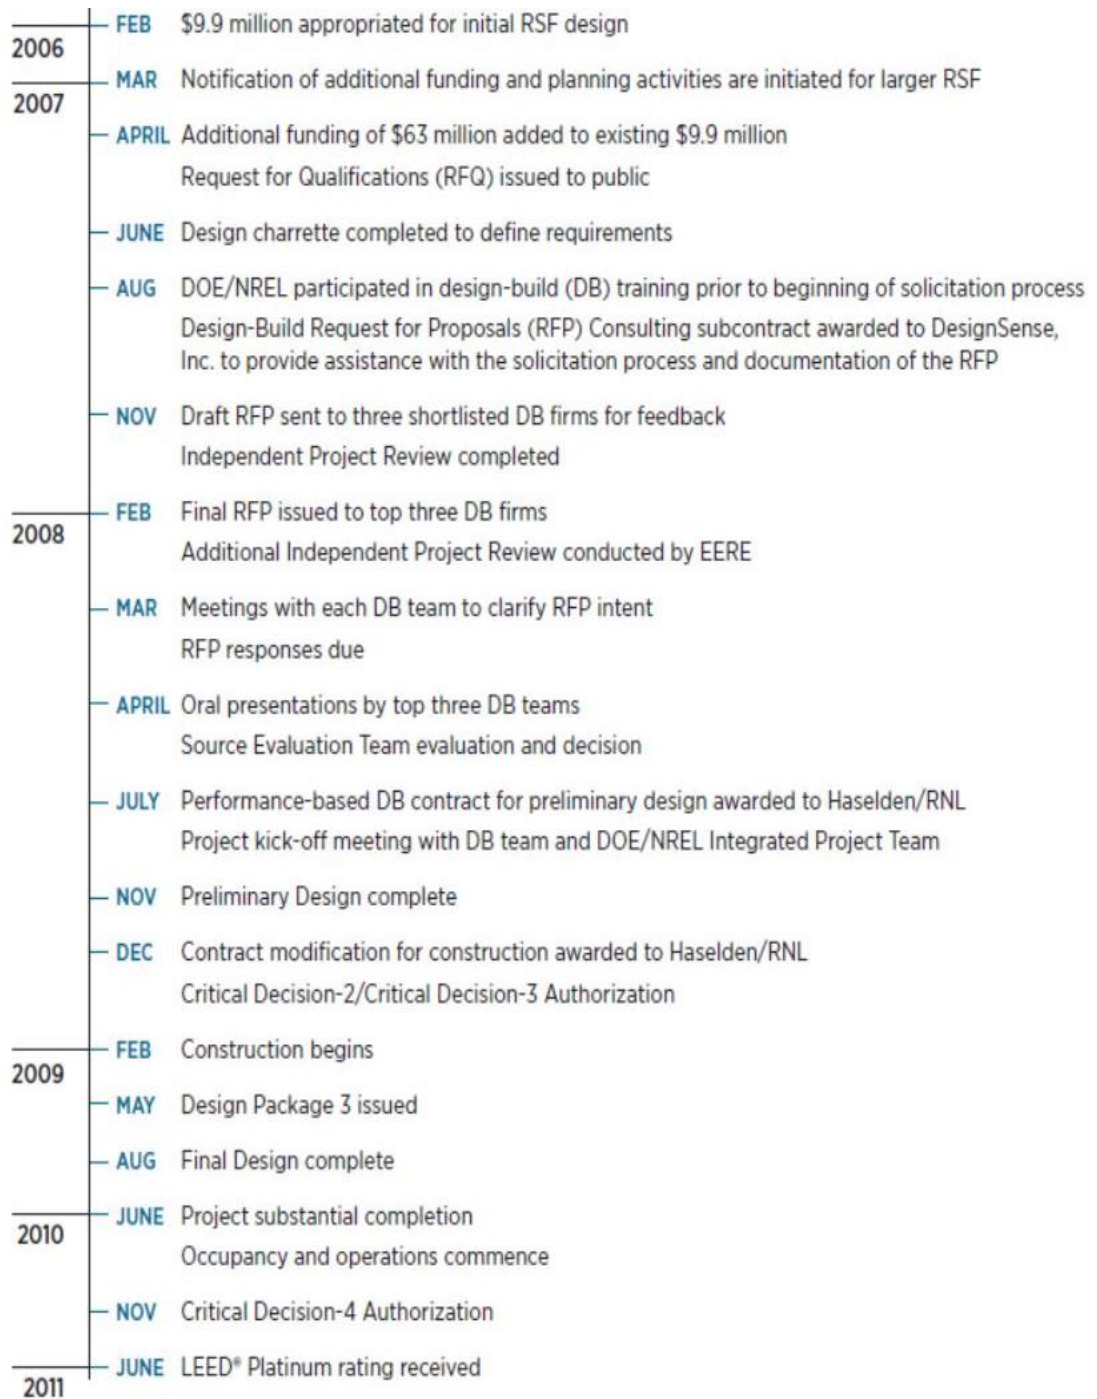 FEB $9.9 million appropriated for initial RSF design
2006
MAR Notification of additional funding and planning activities are initiated for larger RSF
2007
APRIL Additional funding of $63 million added to existing $9.9 million
Request for Qualifications (RFQ) issued to public
JUNE Design charrette completed to define requirements
AUG DOE/NREL participated in design-build (DB) training prior to beginning of solicitation process
Design-Build Request for Proposals (RFP) Consulting subcontract awarded to DesignSense,
Inc. to provide assistance with the solicitation process and documentation of the RFP
NOV Draft RFP sent to three shortlisted DB firms for feedback
Independent Project Review completed
FEB Final RFP issued to top three DB firms
2008
Additional Independent Project Review conducted by EERE
MAR Meetings with each DB team to clarify RFP intent
RFP responses due
APRIL Oral presentations by top three DB teams
Source Evaluation Team evaluation and decision
JULY Performance-based DB contract for preliminary design awarded to Haselden/RNL
Project kick-off meeting with DB team and DOE/NREL Integrated Project Team
NOV Preliminary Design complete
DEC Contract modification for construction awarded to Haselden/RNL
Critical Decision-2/Critical Decision-3 Authorization
FEB Construction begins
2009
MAY Design Package 3 issued
AUG Final Design complete
JUNE Project substantial completion
2010
Occupancy and operations commence
NOV Critical Decision-4 Authorization
JUNE LEED® Platinum rating received
2011